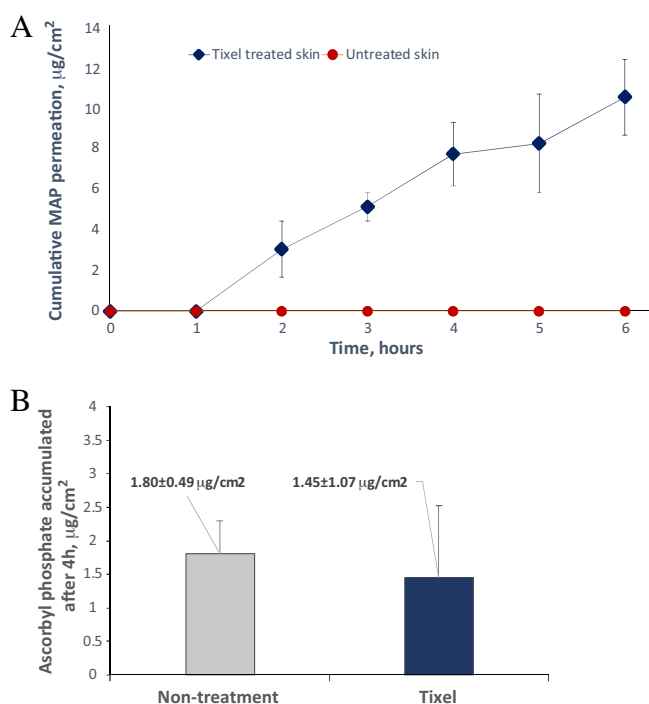 A
Cumulative MAP permeation, µg/cm²
14
12
10
8
6
4
2
0
Tixel treated skin
Untreated skin
0 1 2 3 4 5 6
Time, hours
B
Ascorbyl phosphate accumulated
after 4h, µg/cm²
4
3.5
3
2.5
2
1.5
1
0.5
0
1.80±0.49 µg/cm2
1.45±1.07 µg/cm2
Non-treatment
Tixel